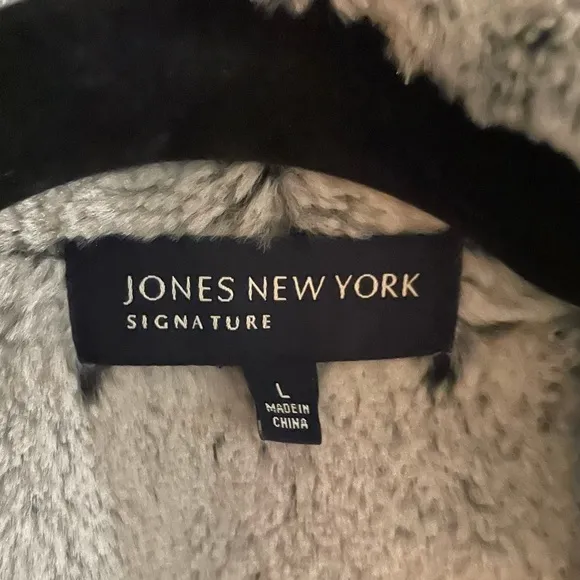 JONES NEW YORK
SIGNATURE
L
MADE IN
CHINA